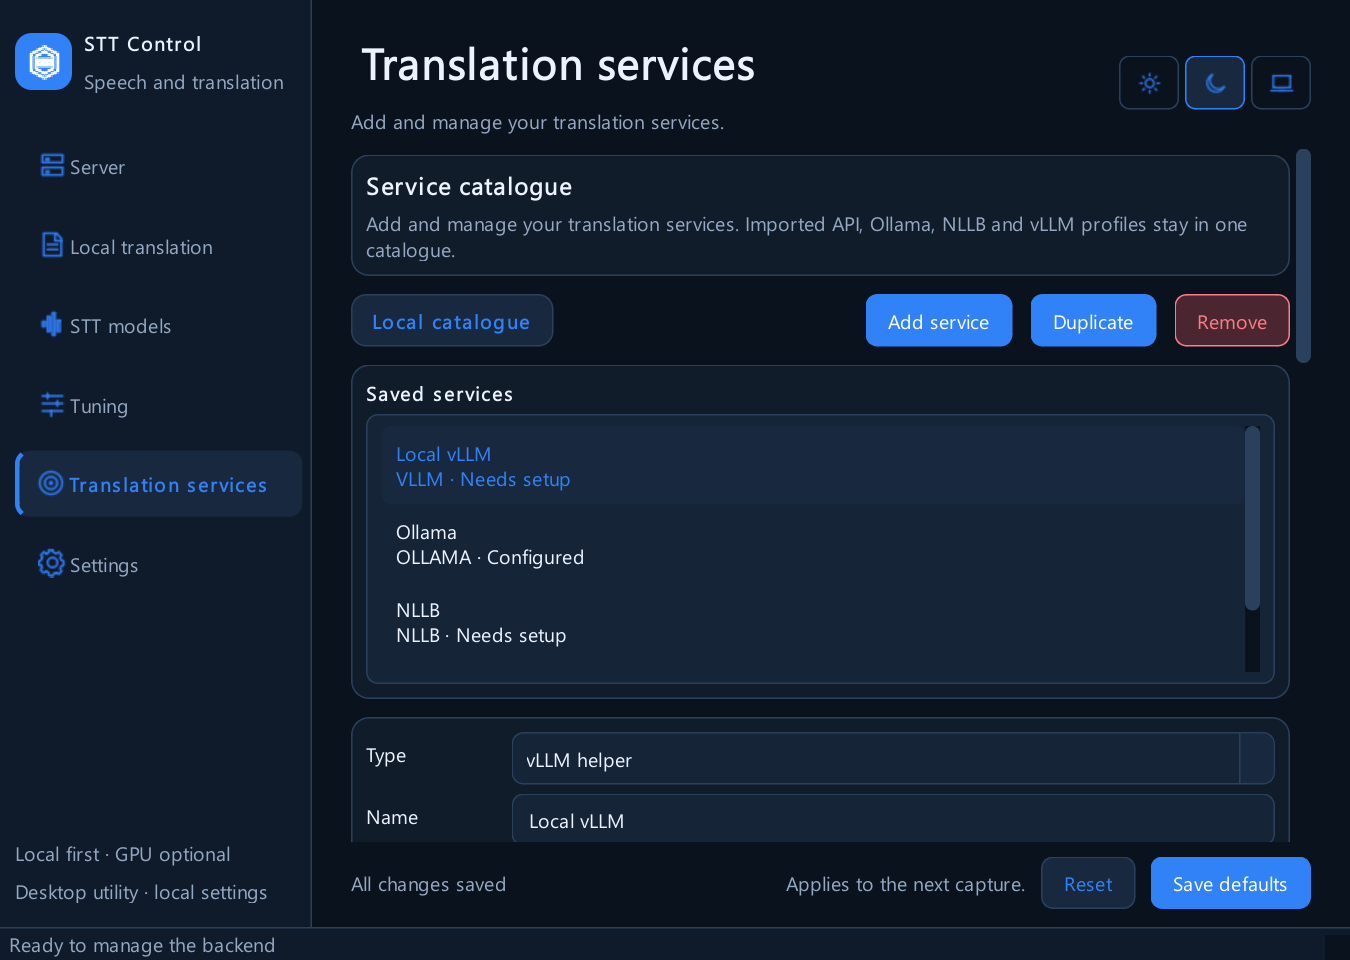 STT Control
Speech and translation
Server
Local translation
STT models
Tuning
Translation services
Settings
Local first · GPU optional
Desktop utility · local settings
Translation services
Add and manage your translation services.
Service catalogue
Add and manage your translation services. Imported API, Ollama, NLLB and vLLM profiles stay in one
catalogue.
Local catalogue
Add service
Duplicate
Remove
Saved services
Local vLLM
VLLM · Needs setup
Ollama
OLLAMA · Configured
NLLB
NLLB · Needs setup
Type
vLLM helper
Name
Local vLLM
All changes saved
Applies to the next capture.
Reset
Save defaults
Ready to manage the backend